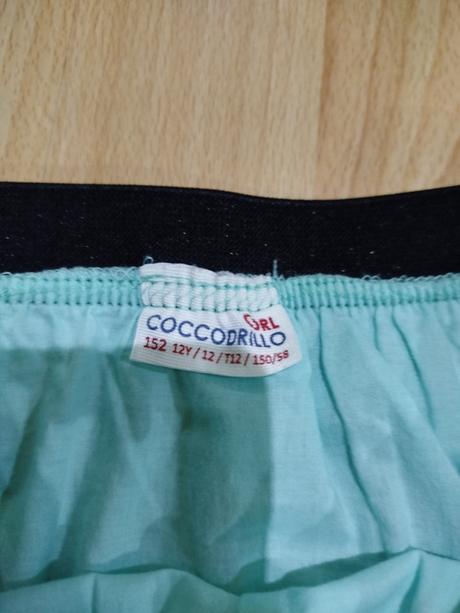 GIRL
COCCODRILLO
152 12Y / 12 / T12 / 150/58